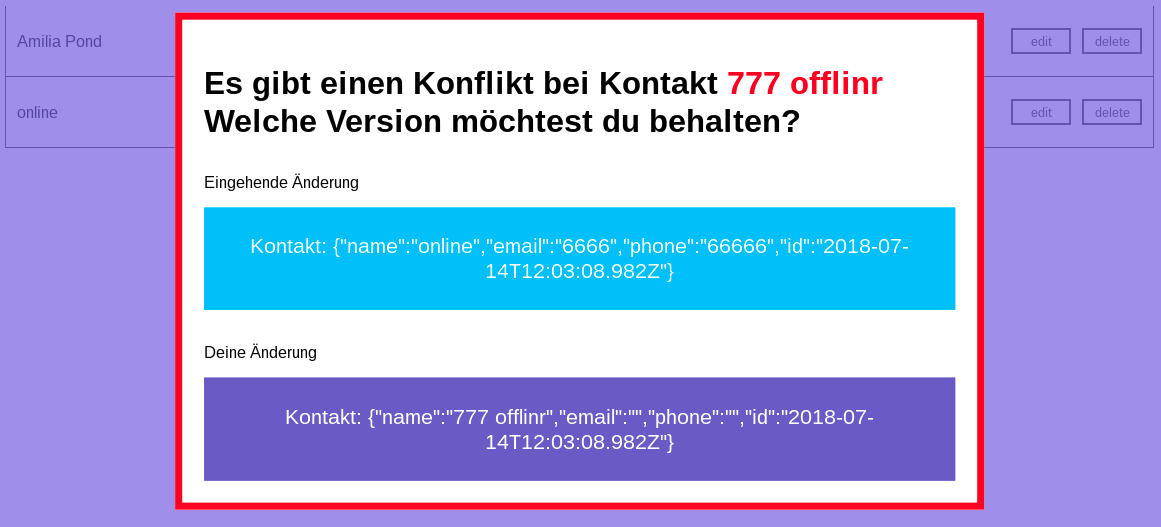 Amilia Pond
edit delete
online
edit delete
Es gibt einen Konflikt bei Kontakt 777 offlinr
Welche Version möchtest du behalten?
Eingehende Änderung
Kontakt: {"name":"online","email":"6666","phone":"66666","id":"2018-07-
14T12:03:08.982Z"}
Deine Änderung
Kontakt: {"name":"777 offlinr","email":"","phone":"","id":"2018-07-
14T12:03:08.982Z"}